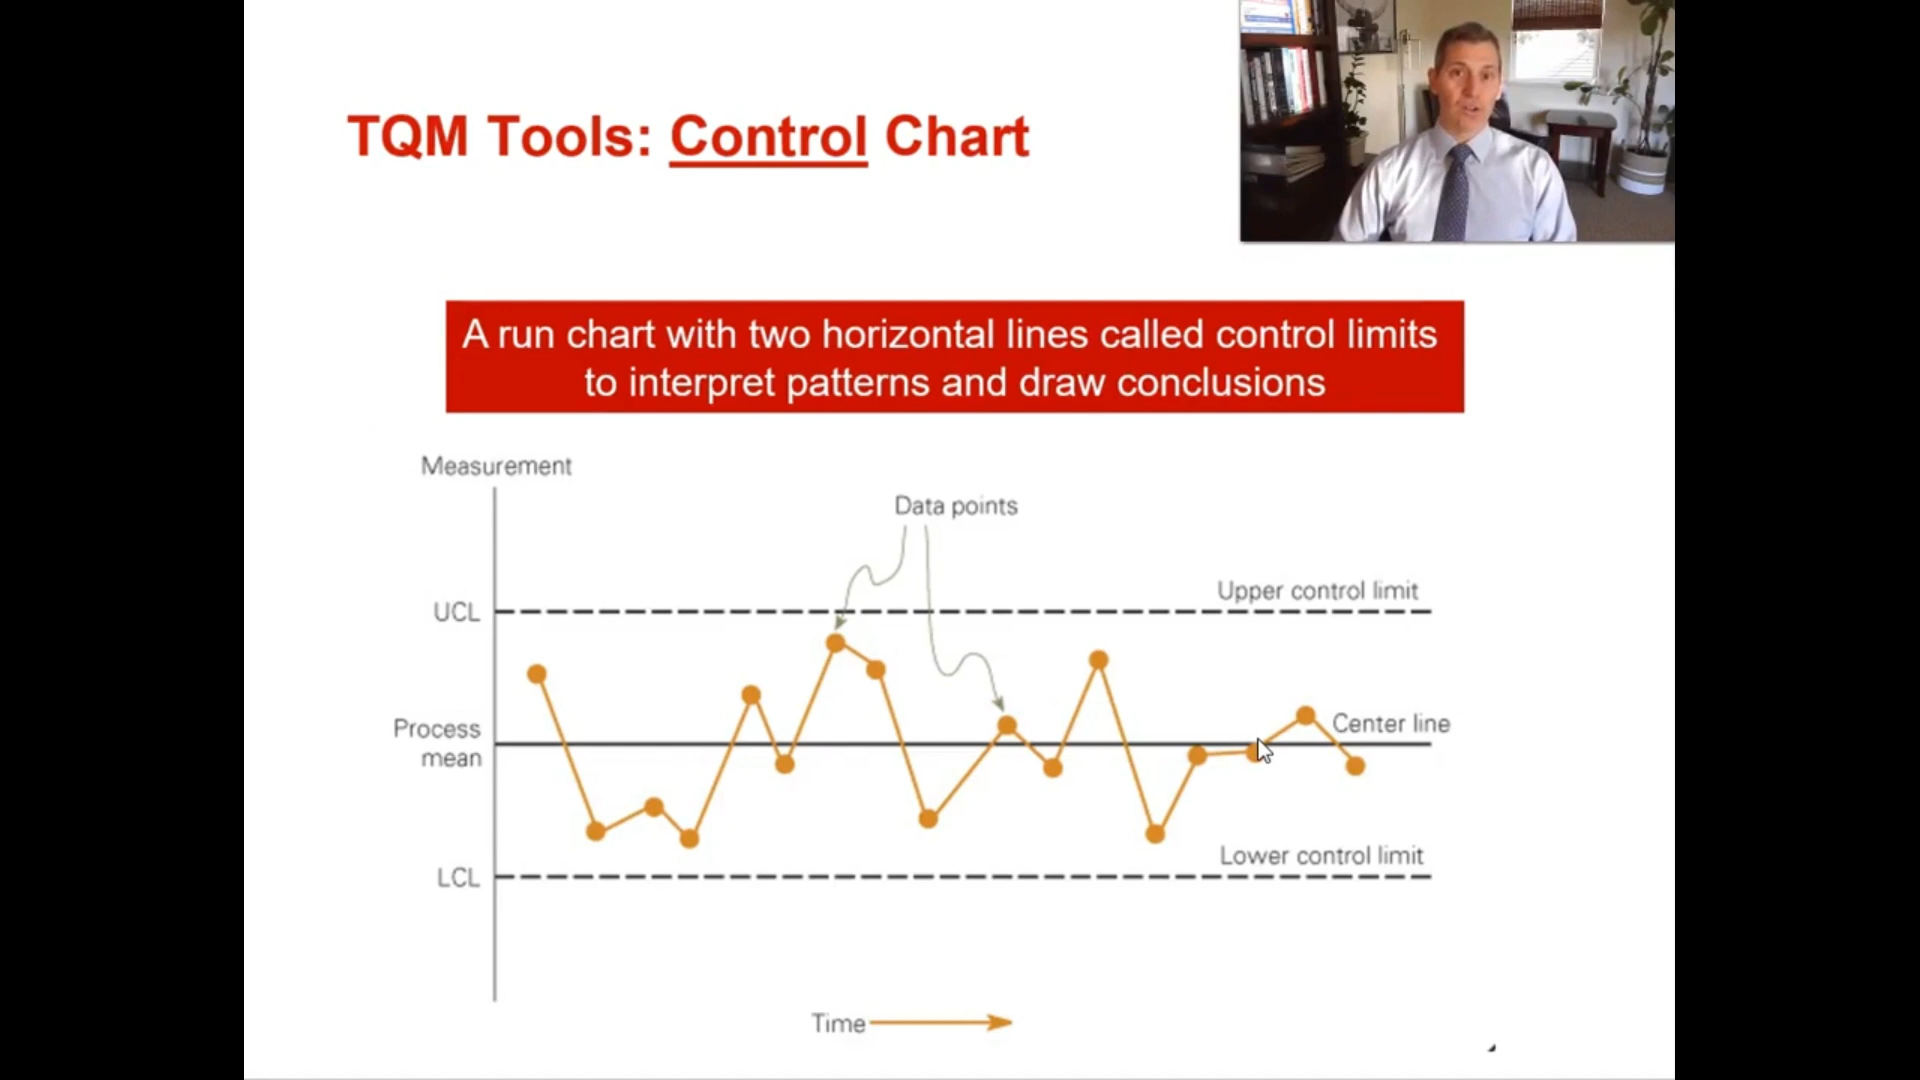 TQM Tools: Control Chart
A run chart with two horizontal lines called control limits
to interpret patterns and draw conclusions
Measurement
Data points
Upper control limit
UCL
Process
mean
Center line
Lower control limit
LCL
Time